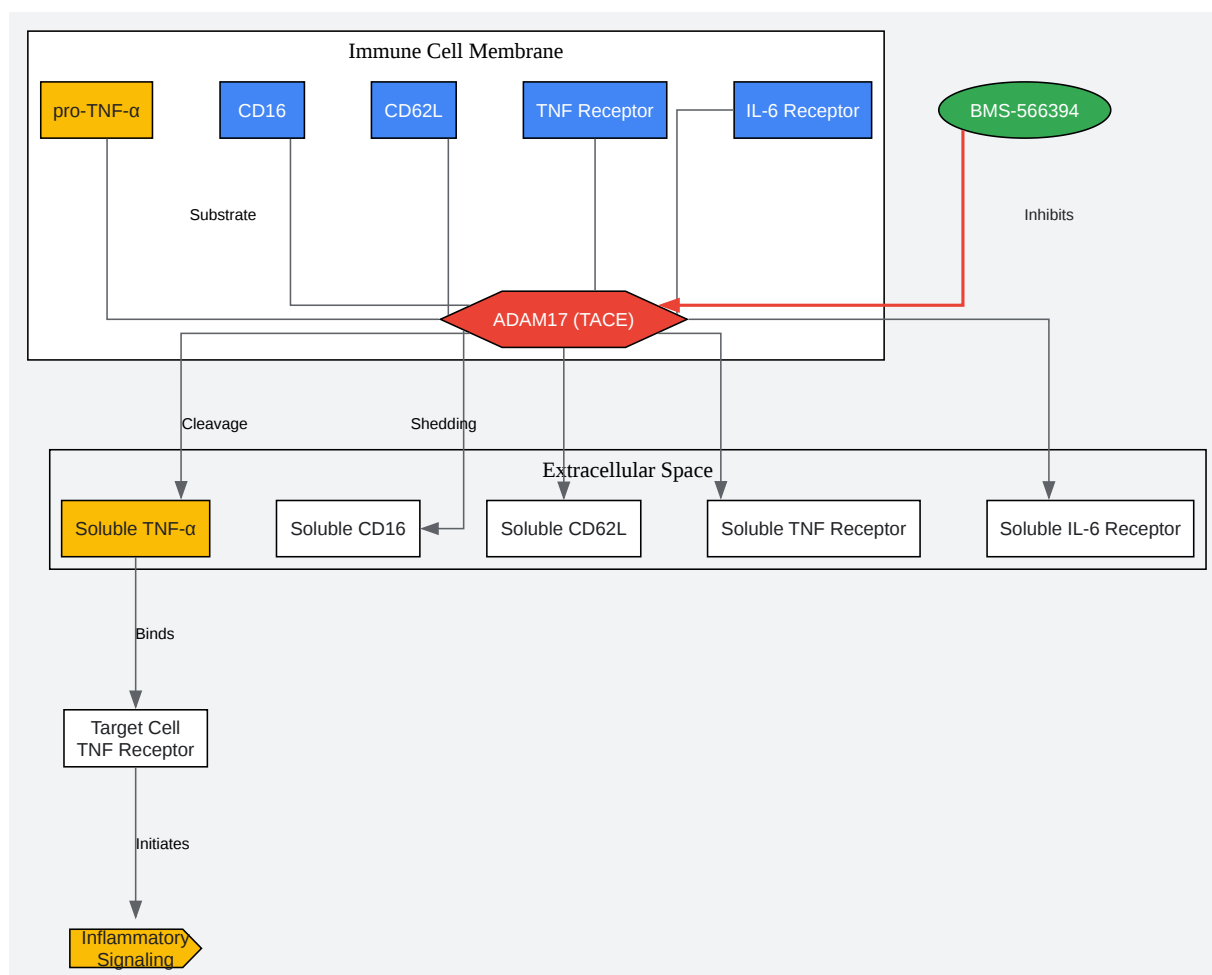 Immune Cell Membrane
pro-TNF-α
CD16
CD62L
TNF Receptor
IL-6 Receptor
BMS-566394
Substrate
Inhibits
ADAM17 (TACE)
Cleavage
Shedding
Extracellular Space
Soluble TNF-α
Soluble CD16
Soluble CD62L
Soluble TNF Receptor
Soluble IL-6 Receptor
Binds
Target Cell
TNF Receptor
Initiates
Inflammatory
Signaling